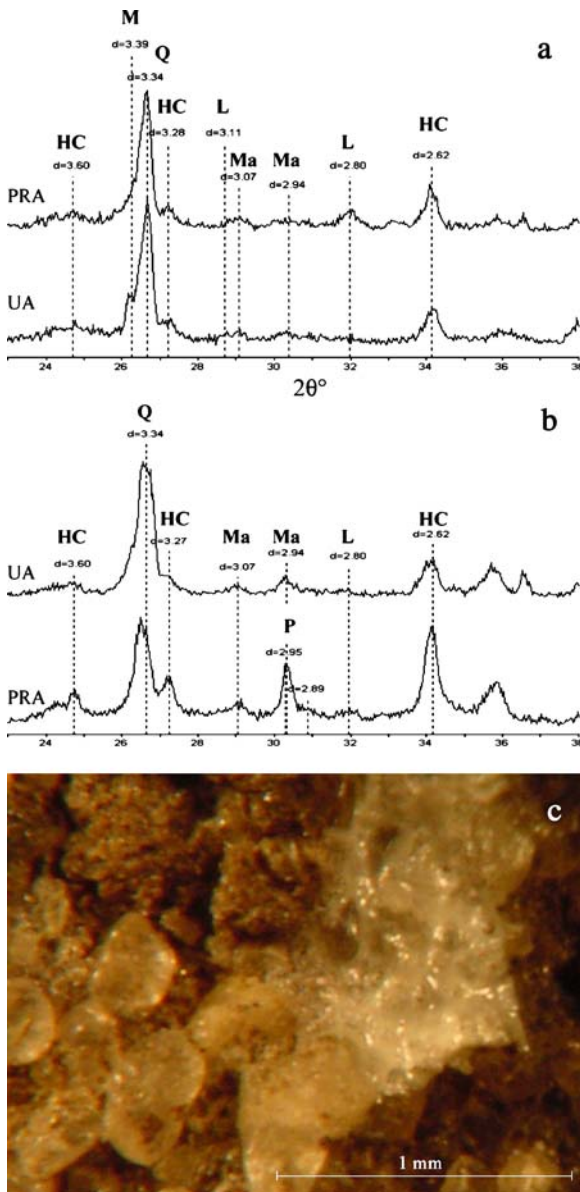 M
d=3.39
a
Q
d=3.34
HC
d=3.28
L
d=3.11
HC
d=3.60
Ma
d=3.07
Ma
d=2.94
L
d=2.80
HC
d=2.62
PRA
UA
24 26 28 30 32 34 36 38
2θ°
b
Q
d=3.34
HC
d=3.60
HC
d=3.27
Ma
d=3.07
Ma
d=2.94
L
d=2.80
HC
d=2.62
UA
P
d=2.95
d=2.89
PRA
24 26 28 30 32 34 36 38
c
1 mm